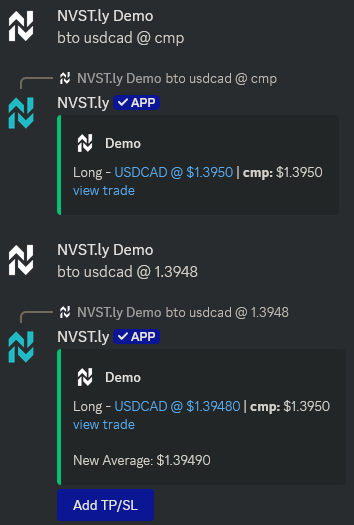 NVST.ly Demo
bto usdcad @ cmp
NVST.ly Demo bto usdcad @ cmp
NVST.ly ✓ APP
Demo
Long - USDCAD @ $1.3950 | cmp: $1.3950
view trade
NVST.ly Demo
bto usdcad @ 1.3948
NVST.ly Demo bto usdcad @ 1.3948
NVST.ly ✓ APP
Demo
Long - USDCAD @ $1.39480 | cmp: $1.3950
view trade
New Average: $1.39490
Add TP/SL